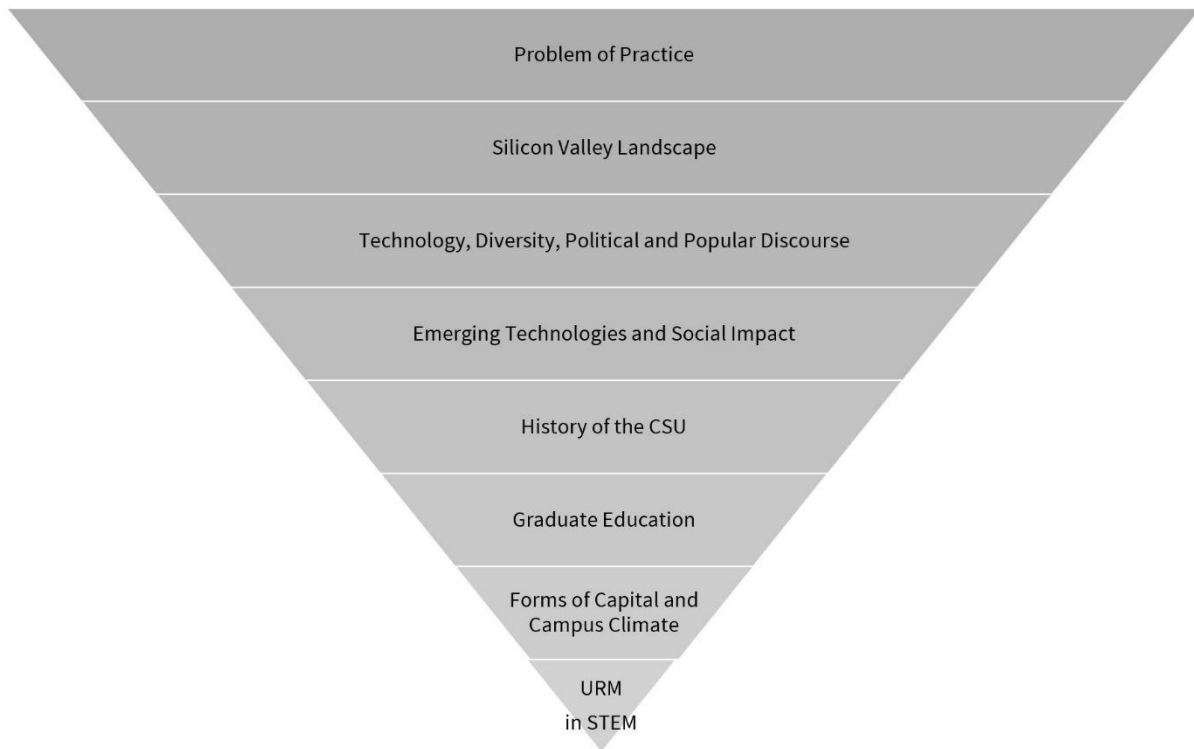 Problem of Practice
Silicon Valley Landscape
Technology, Diversity, Political and Popular Discourse
Emerging Technologies and Social Impact
History of the CSU
Graduate Education
Forms of Capital and
Campus Climate
URM
in STEM